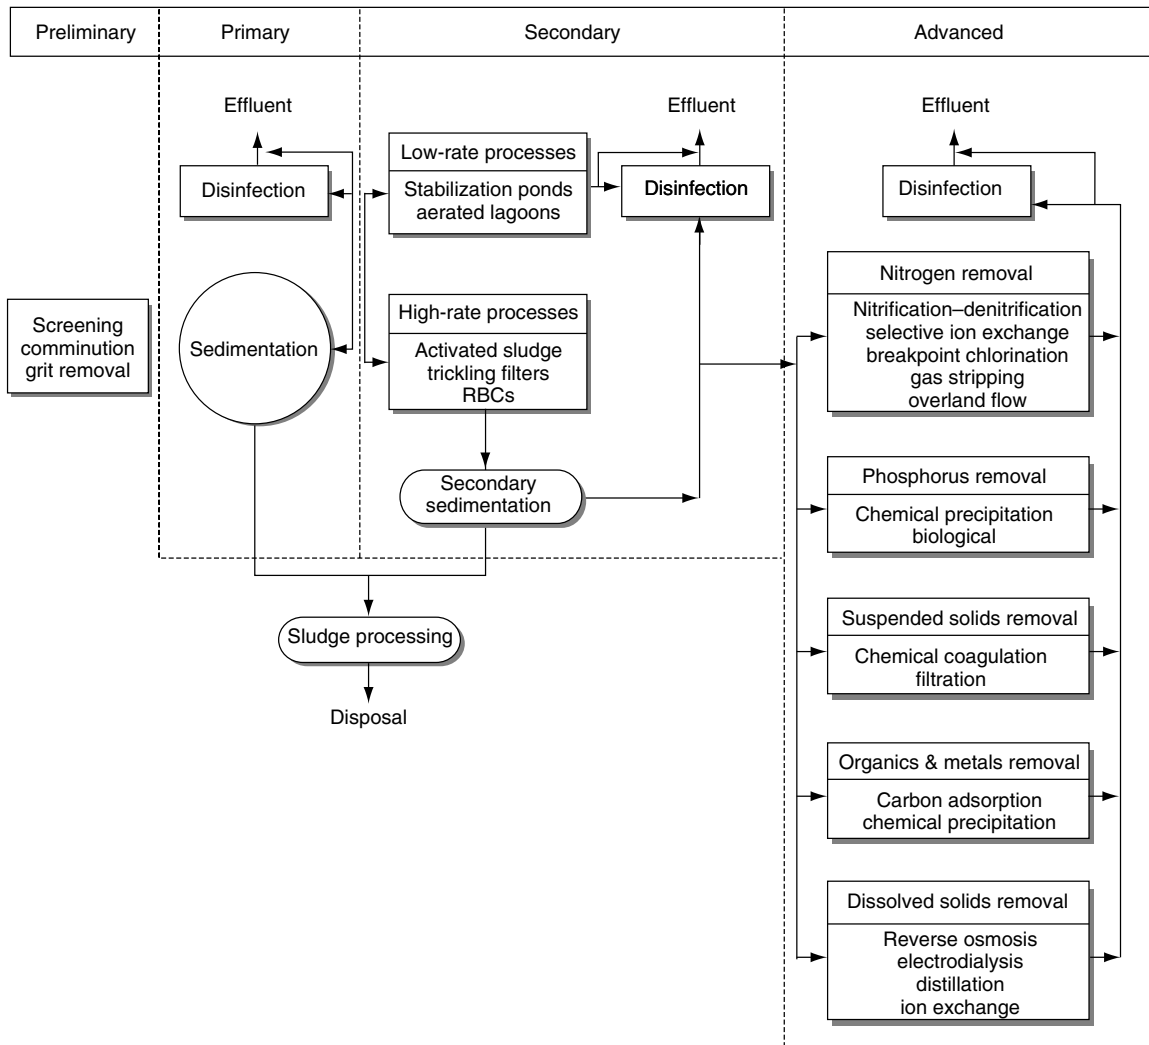 Preliminary
Primary
Secondary
Advanced
Screening
comminution
grit removal
Effluent
Disinfection
Sedimentation
Low-rate processes
Stabilization ponds
aerated lagoons
High-rate processes
Activated sludge
trickling filters
RBCs
Secondary
sedimentation
Effluent
Disinfection
Sludge processing
Disposal
Effluent
Disinfection
Nitrogen removal
Nitrification–denitrification
selective ion exchange
breakpoint chlorination
gas stripping
overland flow
Phosphorus removal
Chemical precipitation
biological
Suspended solids removal
Chemical coagulation
filtration
Organics & metals removal
Carbon adsorption
chemical precipitation
Dissolved solids removal
Reverse osmosis
electrodialysis
distillation
ion exchange